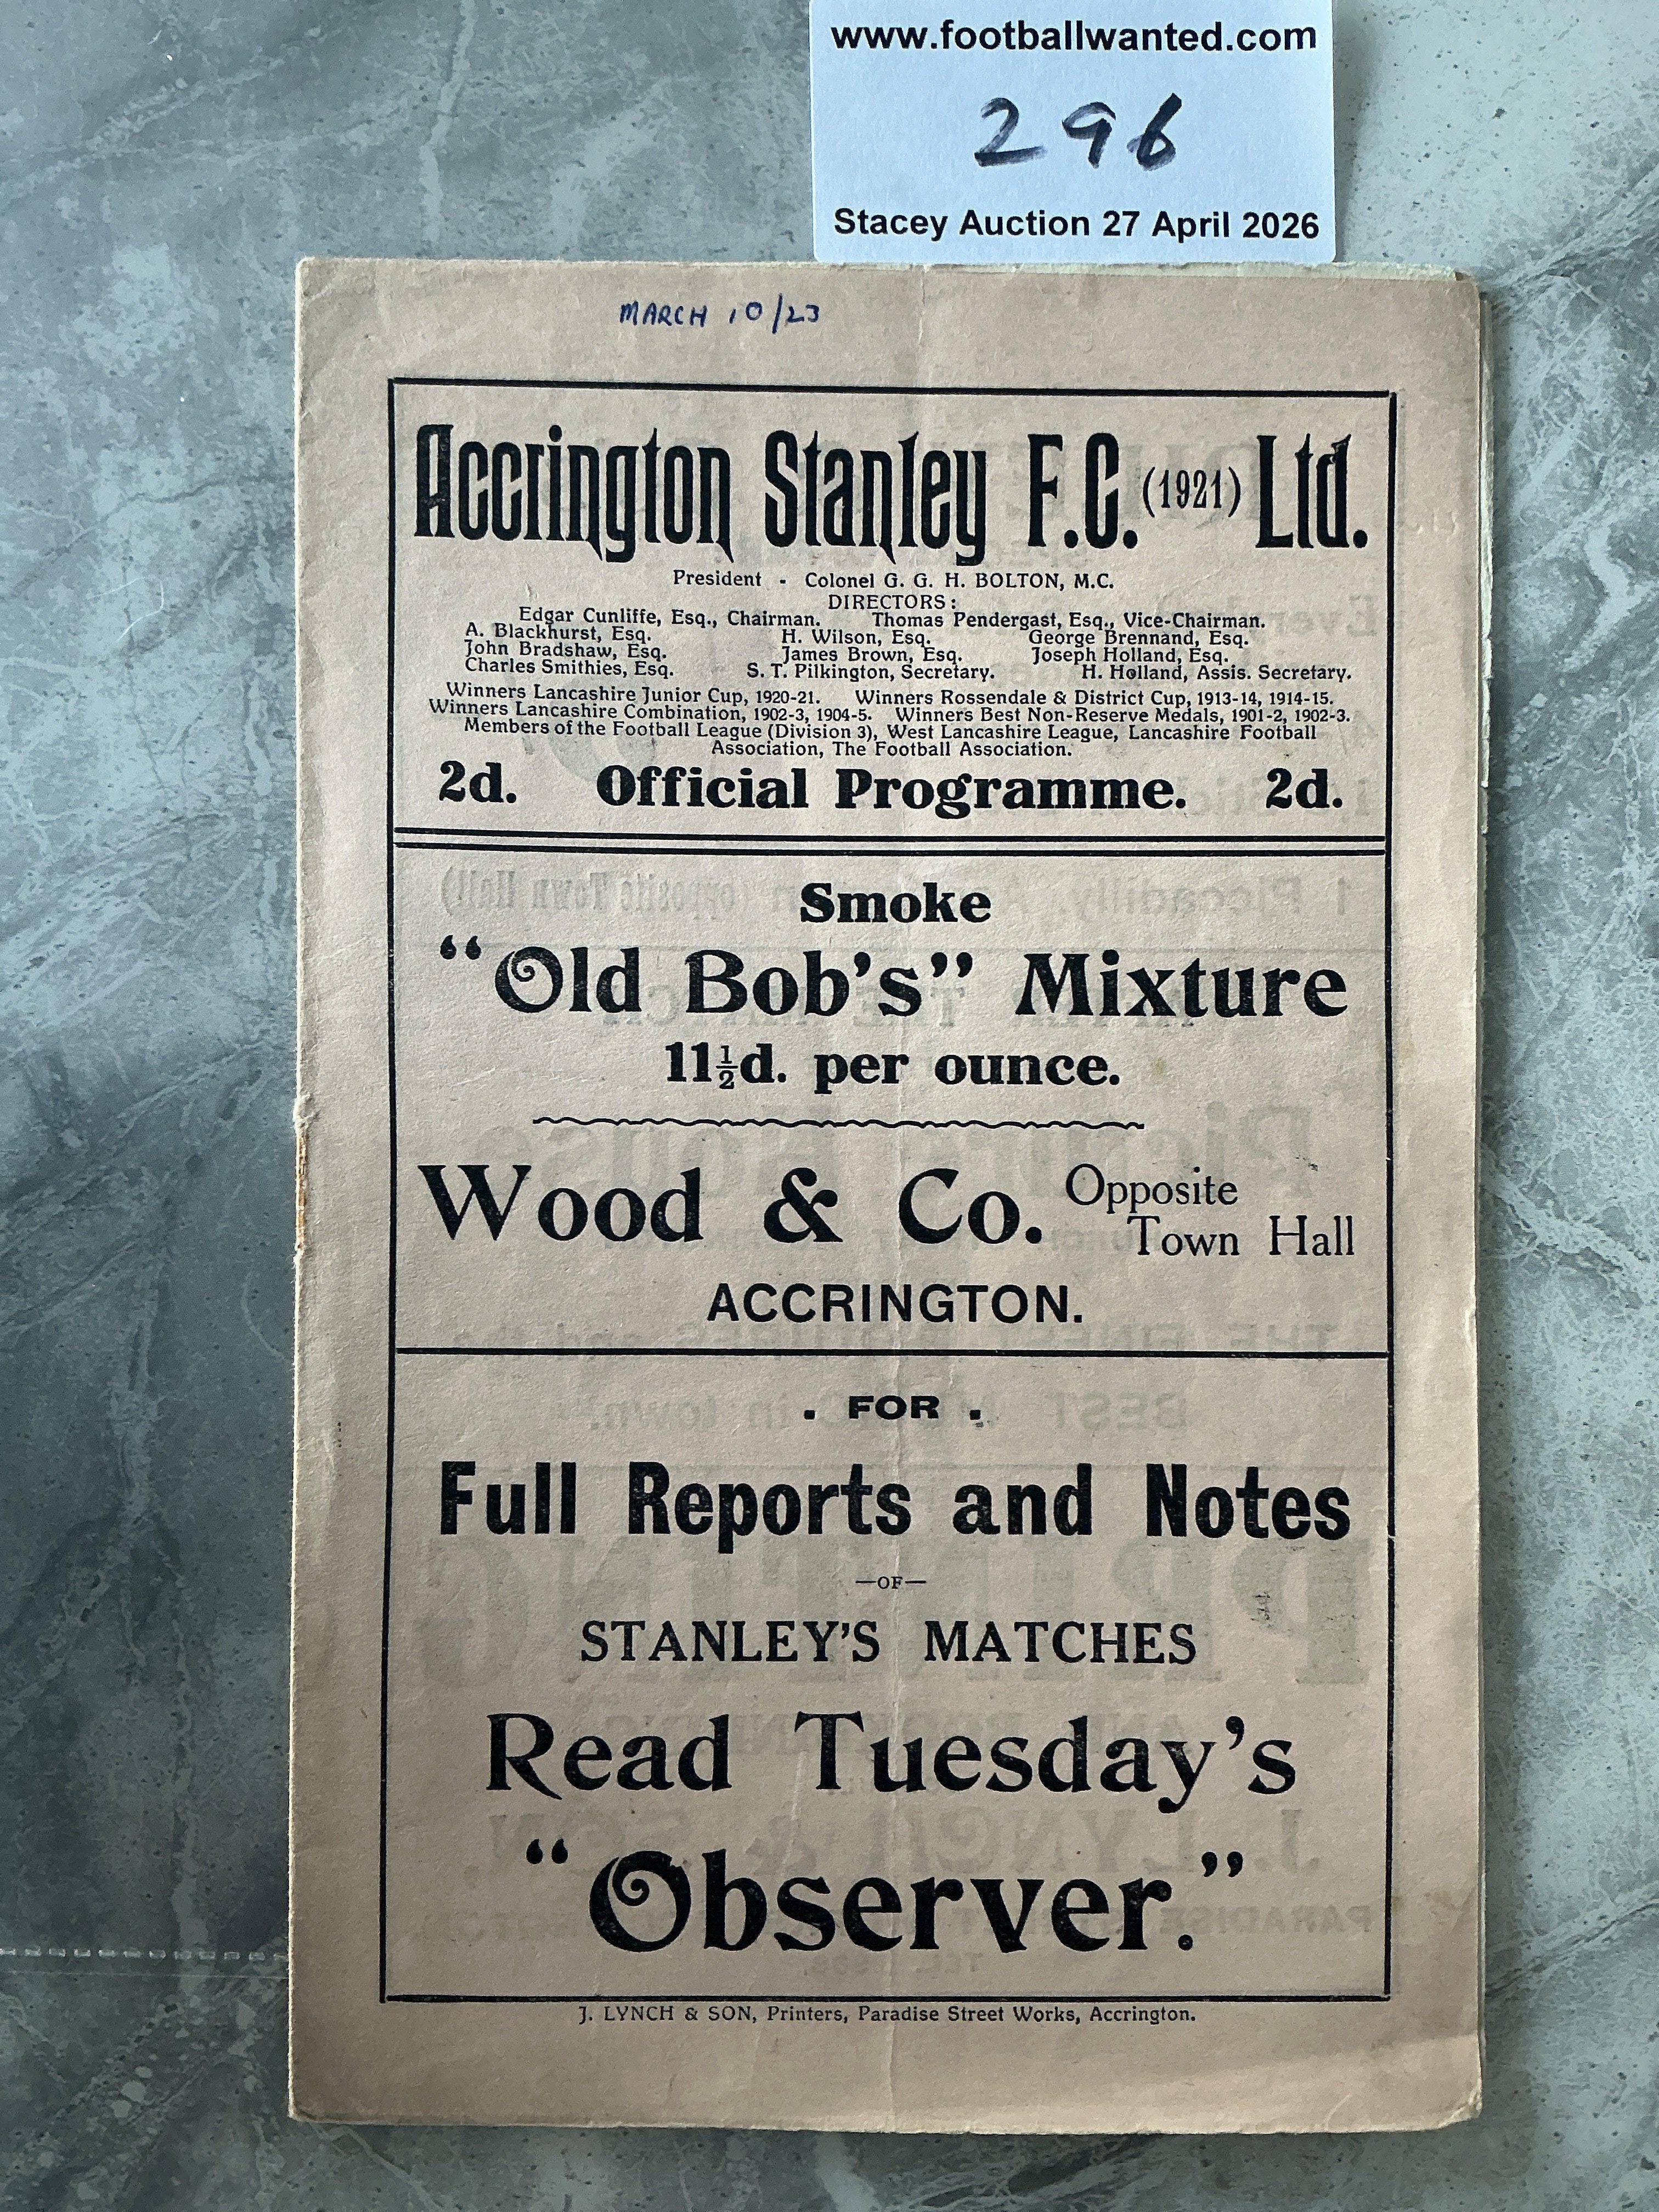 www.footballwanted.com
296
Stacey Auction 27 April 2026
MARCH 10/23
Accrington Stanley F.C. (1921) Ltd.
President - Colonel G. G. H. BOLTON, M.C.
DIRECTORS:
Edgar Cunliffe, Esq., Chairman. Thomas Pendergast, Esq., Vice-Chairman.
A. Blackhurst, Esq. H. Wilson, Esq. George Brennand, Esq.
John Bradshaw, Esq. James Brown, Esq. Joseph Holland, Esq.
Charles Smithies, Esq. S. T. Pilkington, Secretary. H. Holland, Assis. Secretary.
Winners Lancashire Junior Cup, 1920-21. Winners Rossendale & District Cup, 1913-14, 1914-15.
Winners Lancashire Combination, 1902-3, 1904-5. Winners Best Non-Reserve Medals, 1901-2, 1902-3.
Members of the Football League (Division 3), West Lancashire League, Lancashire Football
Association, The Football Association.
2d. Official Programme. 2d.
Smoke
"Old Bob's" Mixture
11½d. per ounce.
Wood & Co. Opposite
Town Hall
ACCRINGTON.
. FOR .
Full Reports and Notes
—OF—
STANLEY'S MATCHES
Read Tuesday's
"Observer."
J. LYNCH & SON, Printers, Paradise Street Works, Accrington.